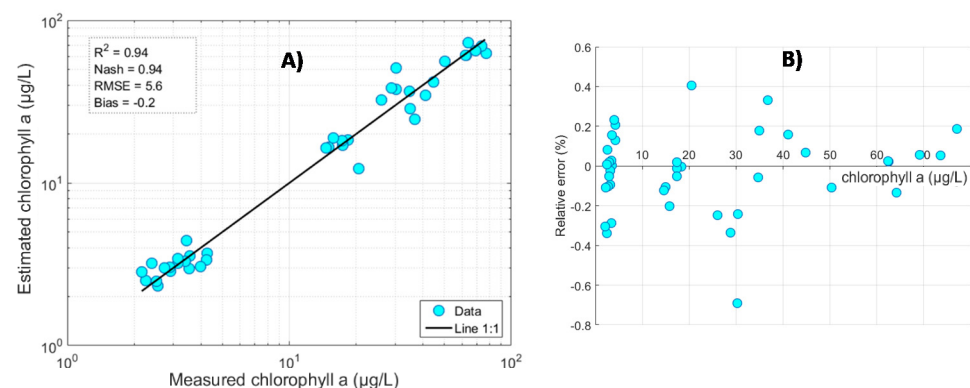 A)
R² = 0.94
Nash = 0.94
RMSE = 5.6
Bias = -0.2
Estimated chlorophyll a (µg/L)
10²
10¹
10⁰
10⁰ 10¹ 10²
Measured chlorophyll a (µg/L)
Data
Line 1:1
B)
Relative error (%)
0.6
0.4
0.2
0
-0.2
-0.4
-0.6
-0.8
10 20 30 40 50 60 70 80
chlorophyll a (µg/L)